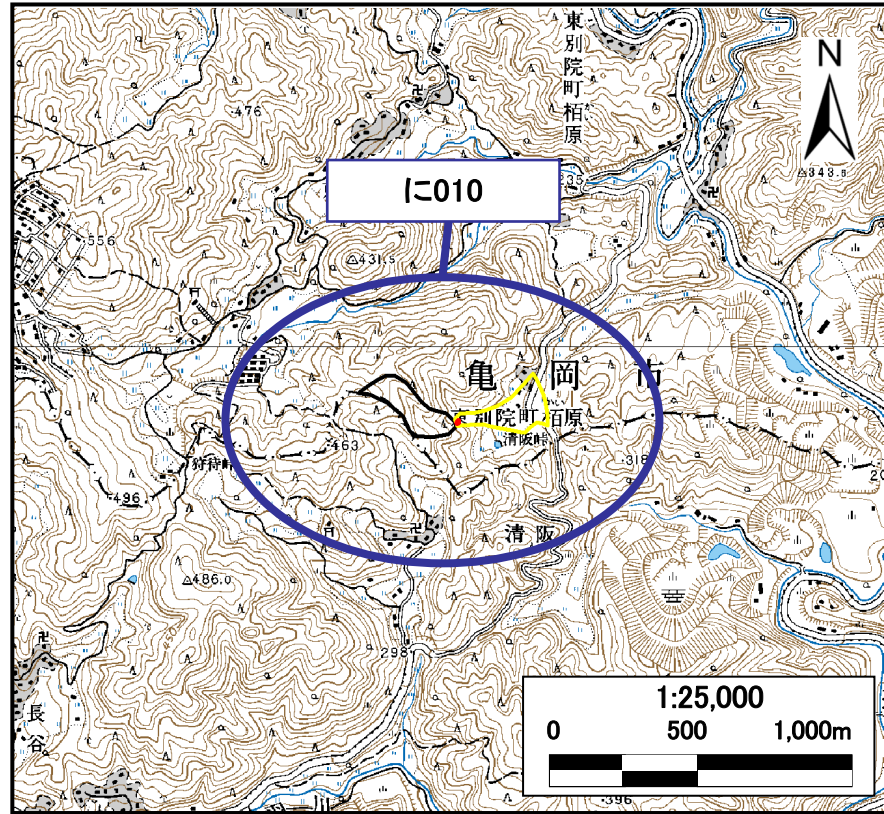 東別院町栢原
N
・476
335
△343.8
に010
・556
△431.5
亀岡市
東別院町栢原
清阪峠
・463
・318
狩待峠
・496
清阪
△486.0
298
長谷
1:25,000
0 500 1,000m
・396